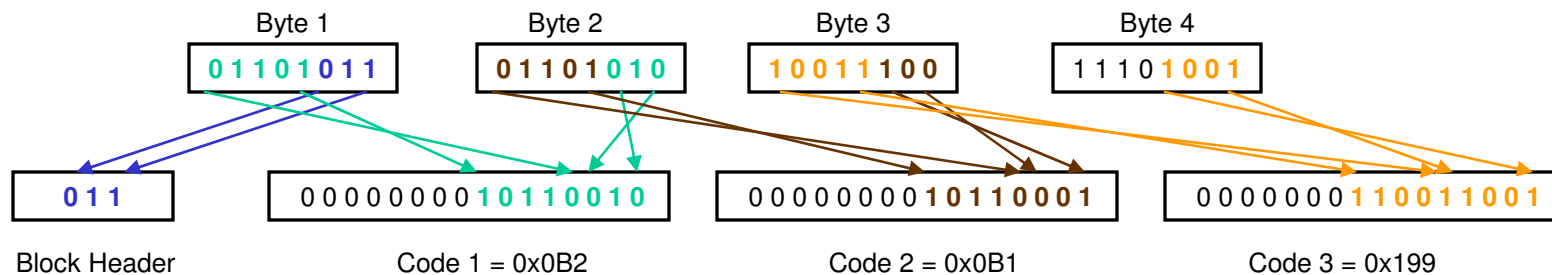 Byte 1 Byte 2 Byte 3 Byte 4
0 1 1 0 1 0 1 1 0 1 1 0 1 0 1 0 1 0 0 1 1 1 0 0 1 1 1 0 1 0 0 1
0 1 1 0 0 0 0 0 0 0 0 1 0 1 1 0 0 1 0 0 0 0 0 0 0 0 0 1 0 1 1 0 0 0 1 0 0 0 0 0 0 0 1 1 0 0 1 1 0 0 1
Block Header Code 1 = 0x0B2 Code 2 = 0x0B1 Code 3 = 0x199